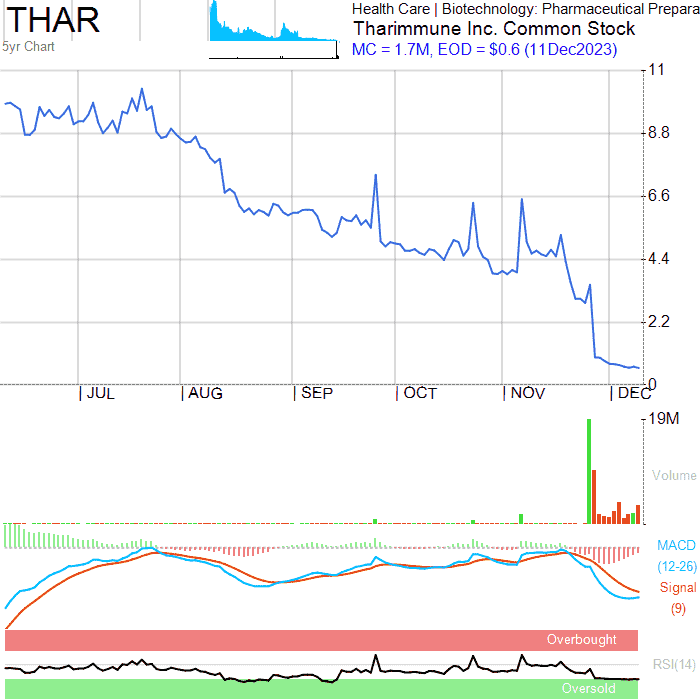 THAR
5yr Chart
Health Care | Biotechnology: Pharmaceutical Prepara
Tharimmune Inc. Common Stock
MC = 1.7M, EOD = $0.6 (11Dec2023)
11
8.8
6.6
4.4
2.2
0
JUL
AUG
SEP
OCT
NOV
DEC
19M
Volume
MACD
(12-26)
Signal
(9)
Overbought
RSI(14)
Oversold